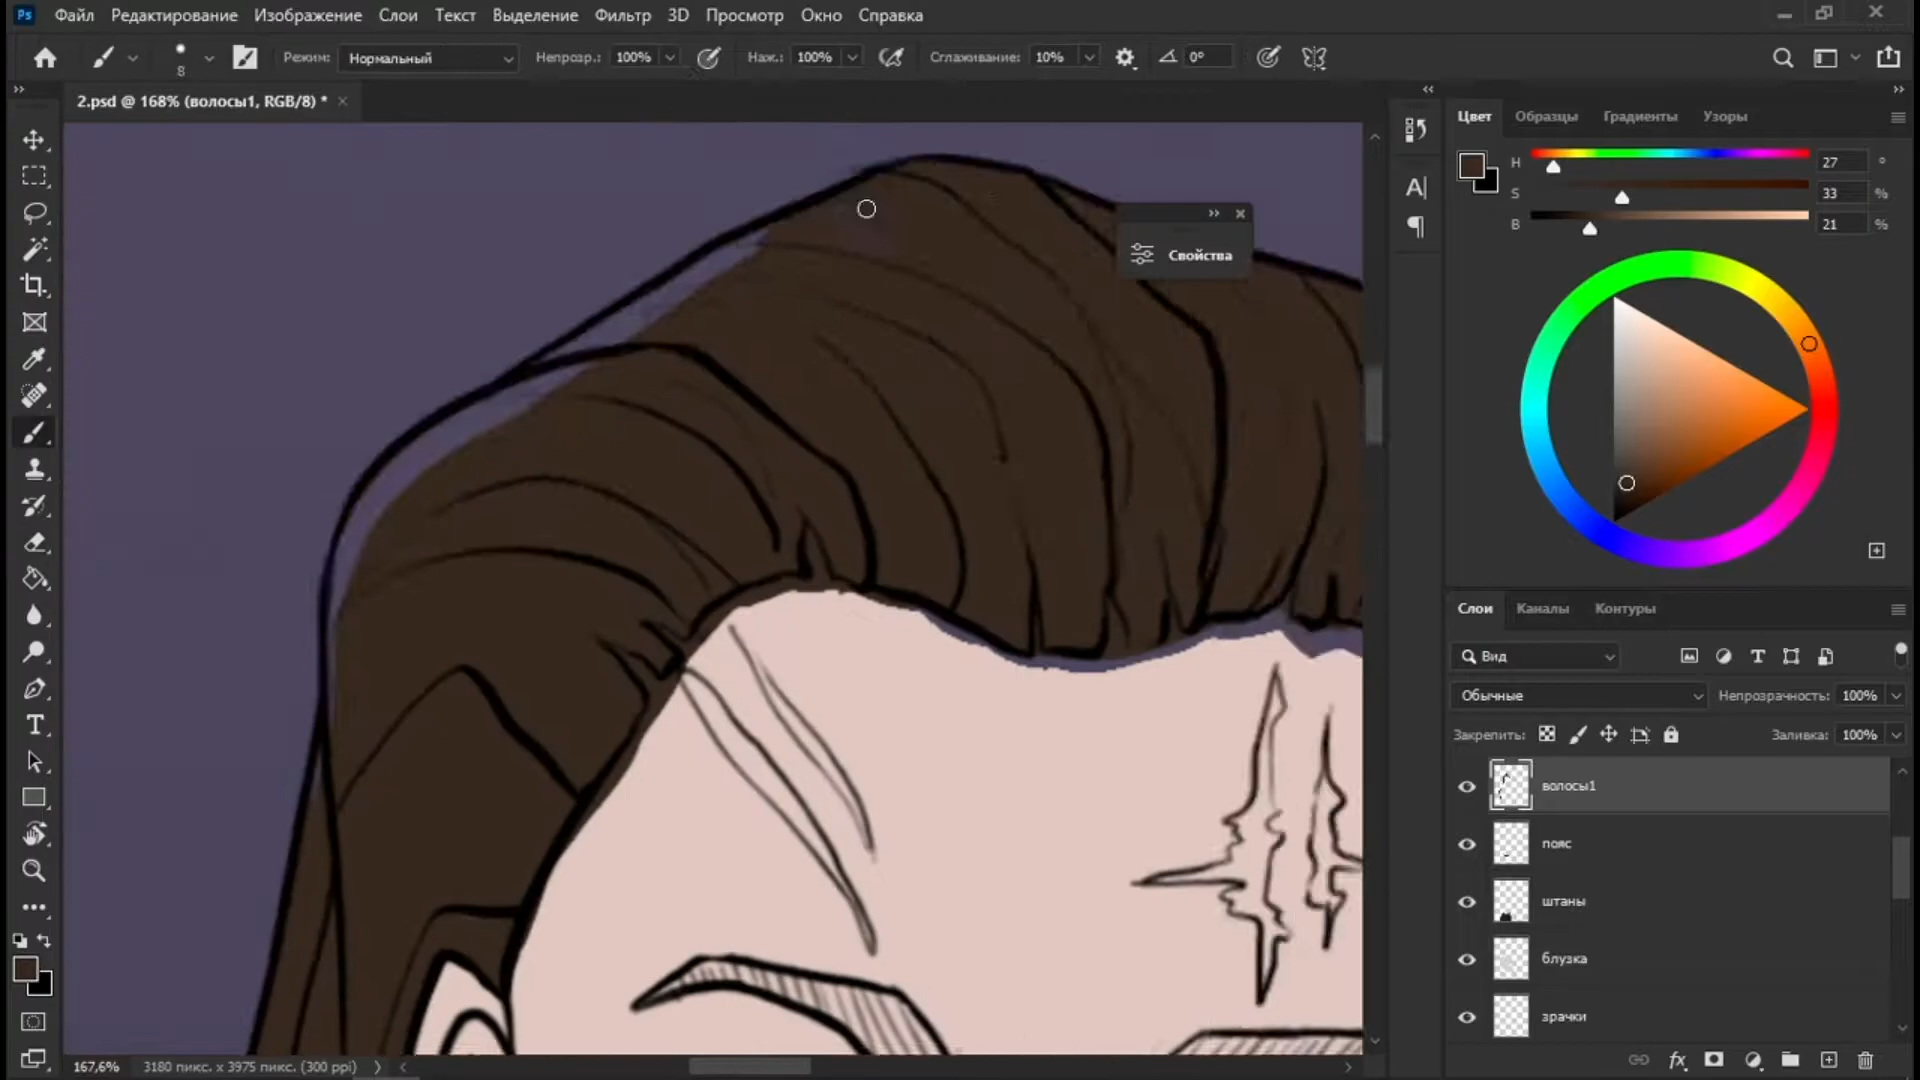 Ps Файл Редактирование Изображение Слои Текст Выделение Фильтр 3D Просмотр Окно Справка
8 Режим: Нормальный Непрозр.: 100% Наж.: 100% Сглаживание: 10% 0°
2.psd @ 168% (волосы1, RGB/8) * ×
Свойства
Цвет Образцы Градиенты Узоры
H 27 °
S 33 %
B 21 %
Слои Каналы Контуры
Вид
Обычные Непрозрачность: 100%
Закрепить: Заливка: 100%
волосы1
пояс
штаны
блузка
зрачки
fx
167,6% 3180 пикс. x 3975 пикс. (300 ppi)